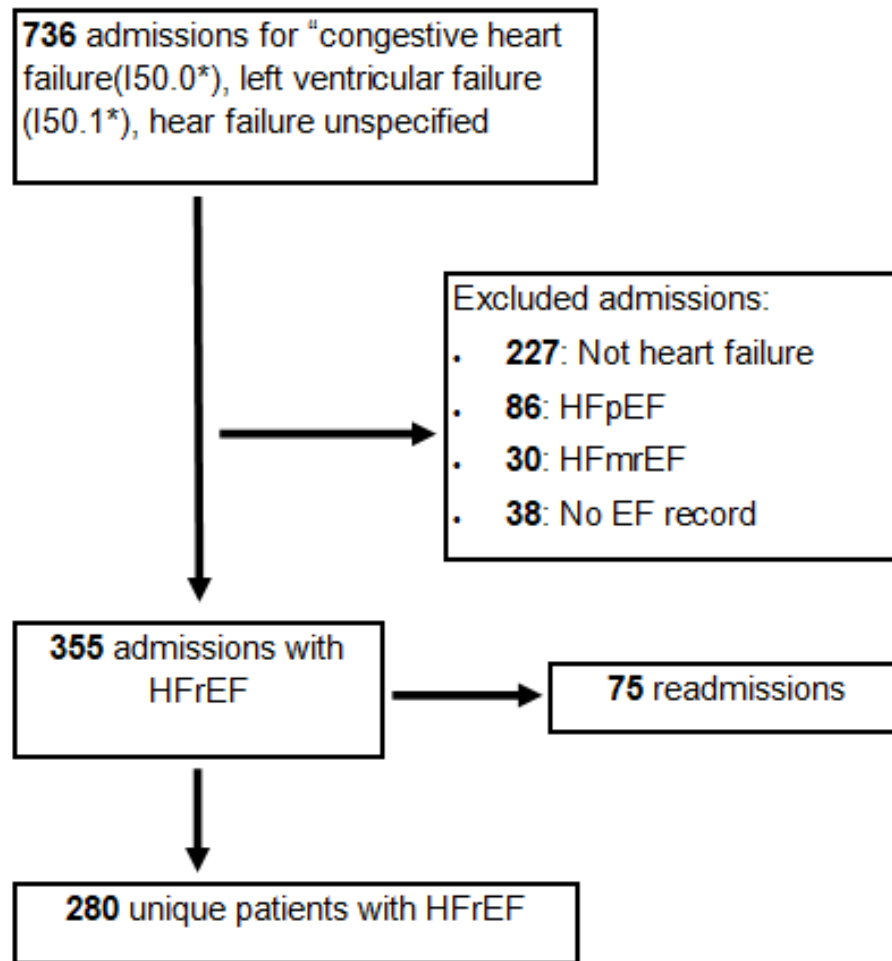 736 admissions for “congestive heart
failure(I50.0*), left ventricular failure
(I50.1*), hear failure unspecified
Excluded admissions:
• 227: Not heart failure
• 86: HFpEF
• 30: HFmrEF
• 38: No EF record
355 admissions with
HFrEF
75 readmissions
280 unique patients with HFrEF